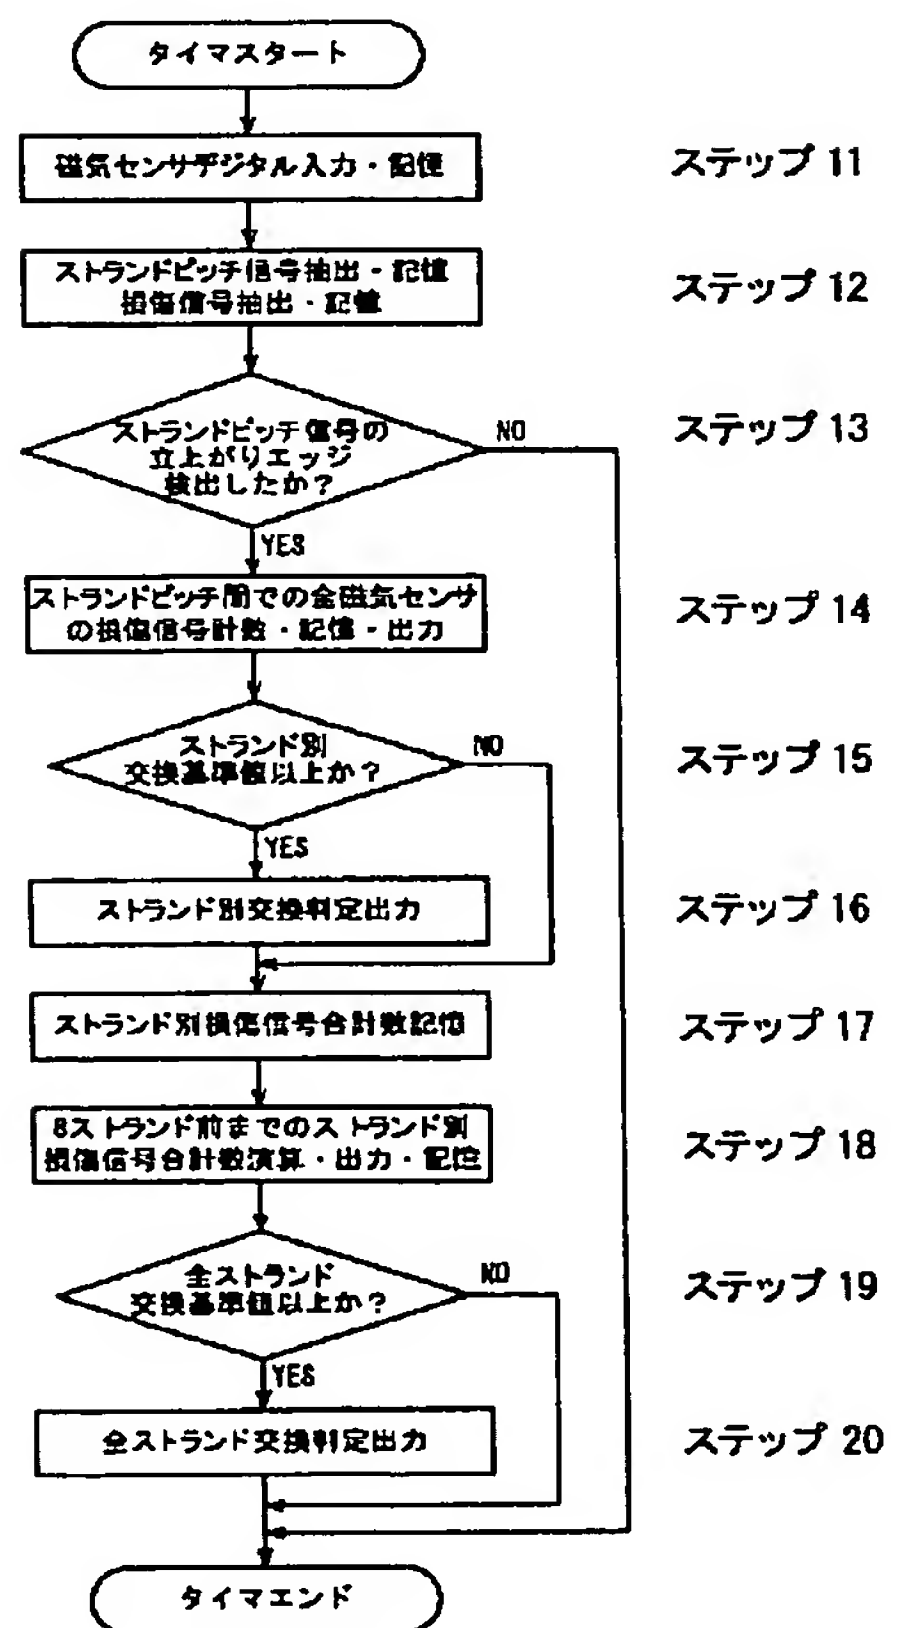 タイマスタート
磁気センサデジタル入力・記憶
ステップ 11
ストランドピッチ信号抽出・記憶
損傷信号抽出・記憶
ステップ 12
ストランドピッチ信号の
立上がりエッジ
検出したか?
NO
YES
ステップ 13
ストランドピッチ間での全磁気センサ
の損傷信号計数・記憶・出力
ステップ 14
ストランド別
交換基準値以上か?
NO
YES
ステップ 15
ストランド別交換判定出力
ステップ 16
ストランド別損傷信号合計数記憶
ステップ 17
8ストランド前までのストランド別
損傷信号合計数演算・出力・記憶
ステップ 18
全ストランド
交換基準値以上か?
NO
YES
ステップ 19
全ストランド交換判定出力
ステップ 20
タイマエンド